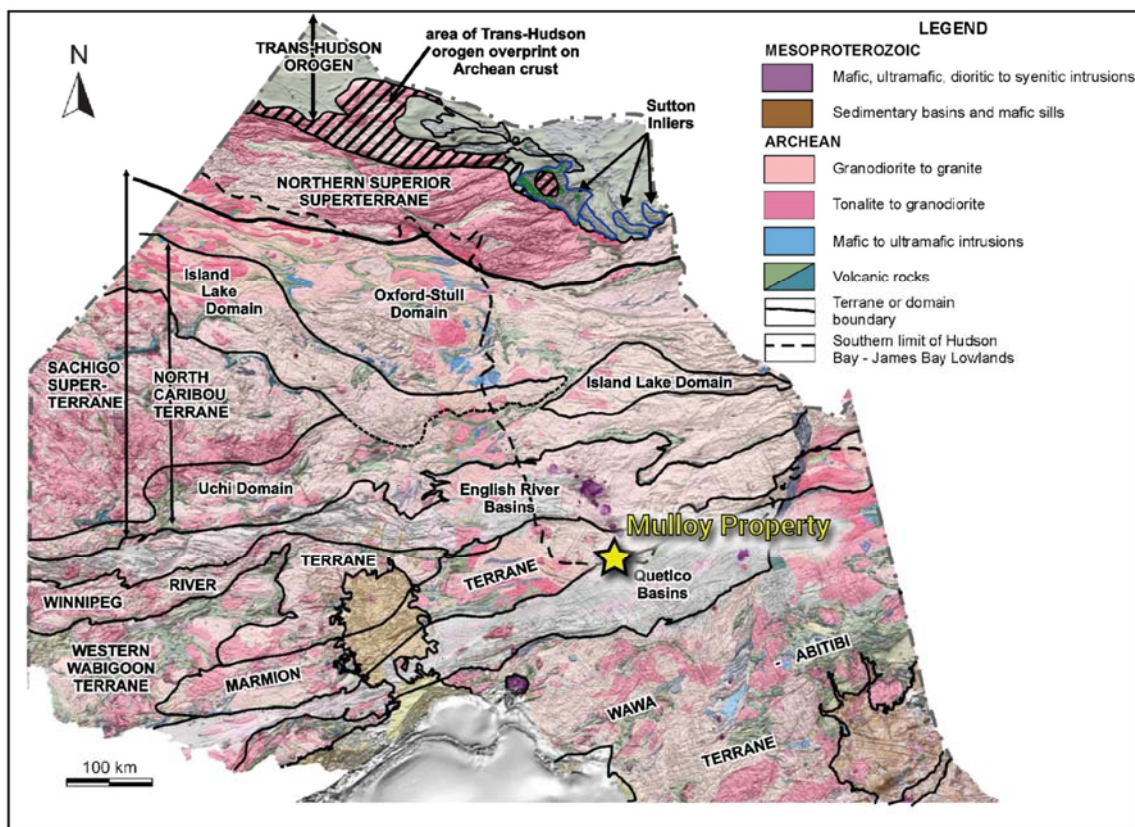 N
TRANS-HUDSON
OROGEN
area of Trans-Hudson
orogen overprint on
Archean crust
Sutton
Inliers
NORTHERN SUPERIOR
SUPERTERRANE
Island
Lake
Domain
Oxford-Stull
Domain
SACHIGO
SUPER-
TERRANE
NORTH
CARIBOU
TERRANE
Island Lake Domain
Uchi Domain
English River
Basins
Mulloy Property
TERRANE
TERRANE
RIVER
WINNIPEG
Quetico
Basins
WESTERN
WABIGOON
TERRANE
MARMION
- ABITIBI
WAWA
TERRANE
100 km
LEGEND
MESOPROTEROZOIC
Mafic, ultramafic, dioritic to syenitic intrusions
Sedimentary basins and mafic sills
ARCHEAN
Granodiorite to granite
Tonalite to granodiorite
Mafic to ultramafic intrusions
Volcanic rocks
Terrane or domain
boundary
Southern limit of Hudson
Bay - James Bay Lowlands